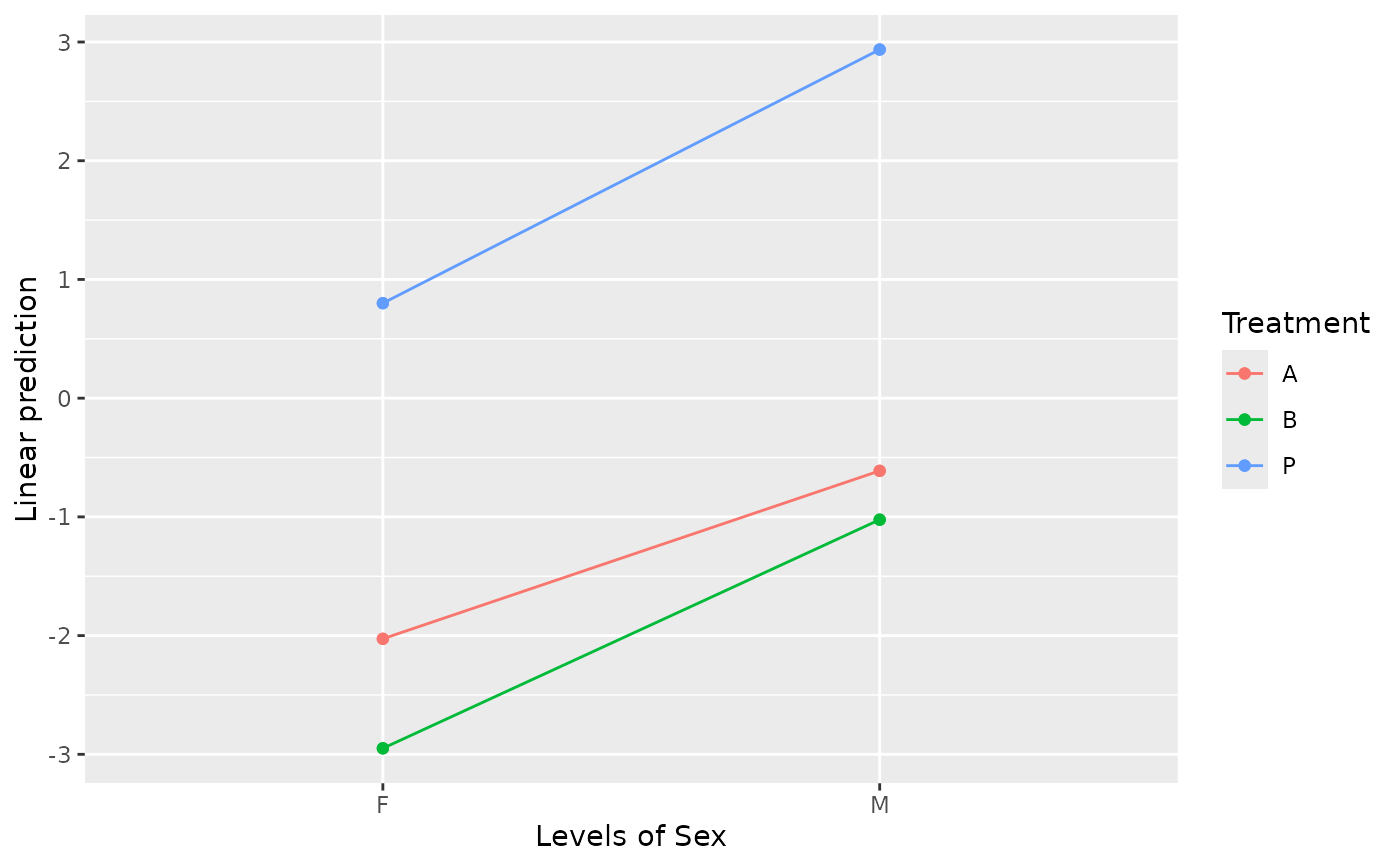 3
2
1
0
-1
-2
-3
Linear prediction
F
M
Levels of Sex
Treatment
A
B
P